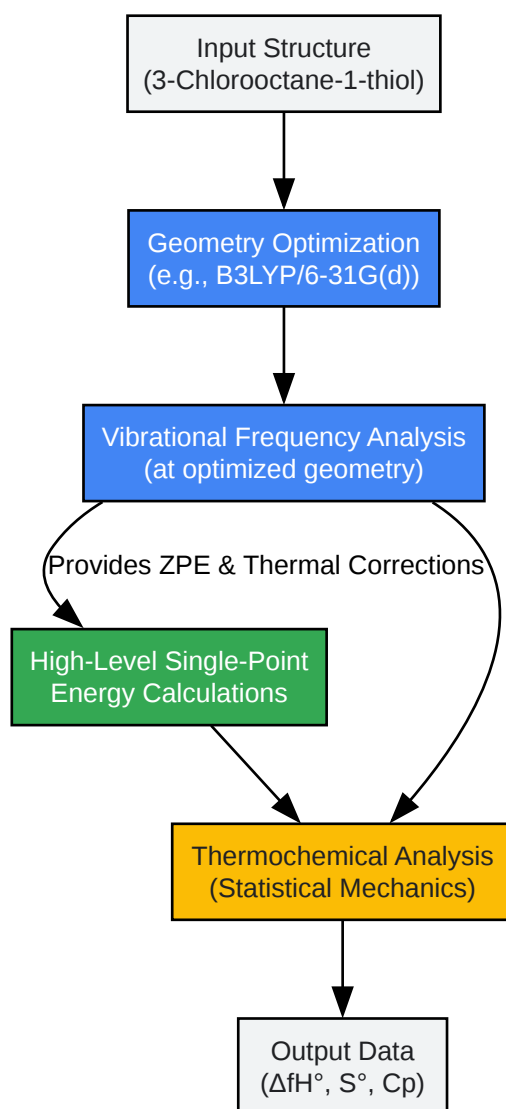 Input Structure
(3-Chlorooctane-1-thiol)
Geometry Optimization
(e.g., B3LYP/6-31G(d))
Vibrational Frequency Analysis
(at optimized geometry)
Provides ZPE & Thermal Corrections
High-Level Single-Point
Energy Calculations
Thermochemical Analysis
(Statistical Mechanics)
Output Data
(ΔfH°, S°, Cp)